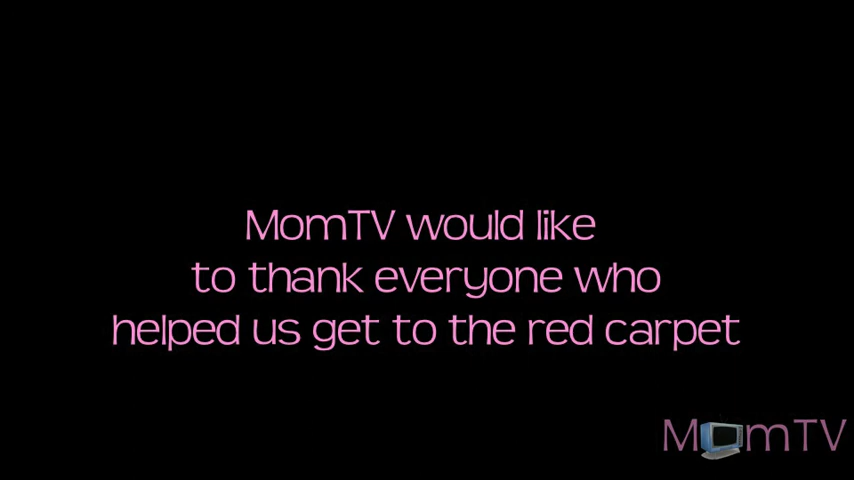 MomTV would like
to thank everyone who
helped us get to the red carpet
MomTV